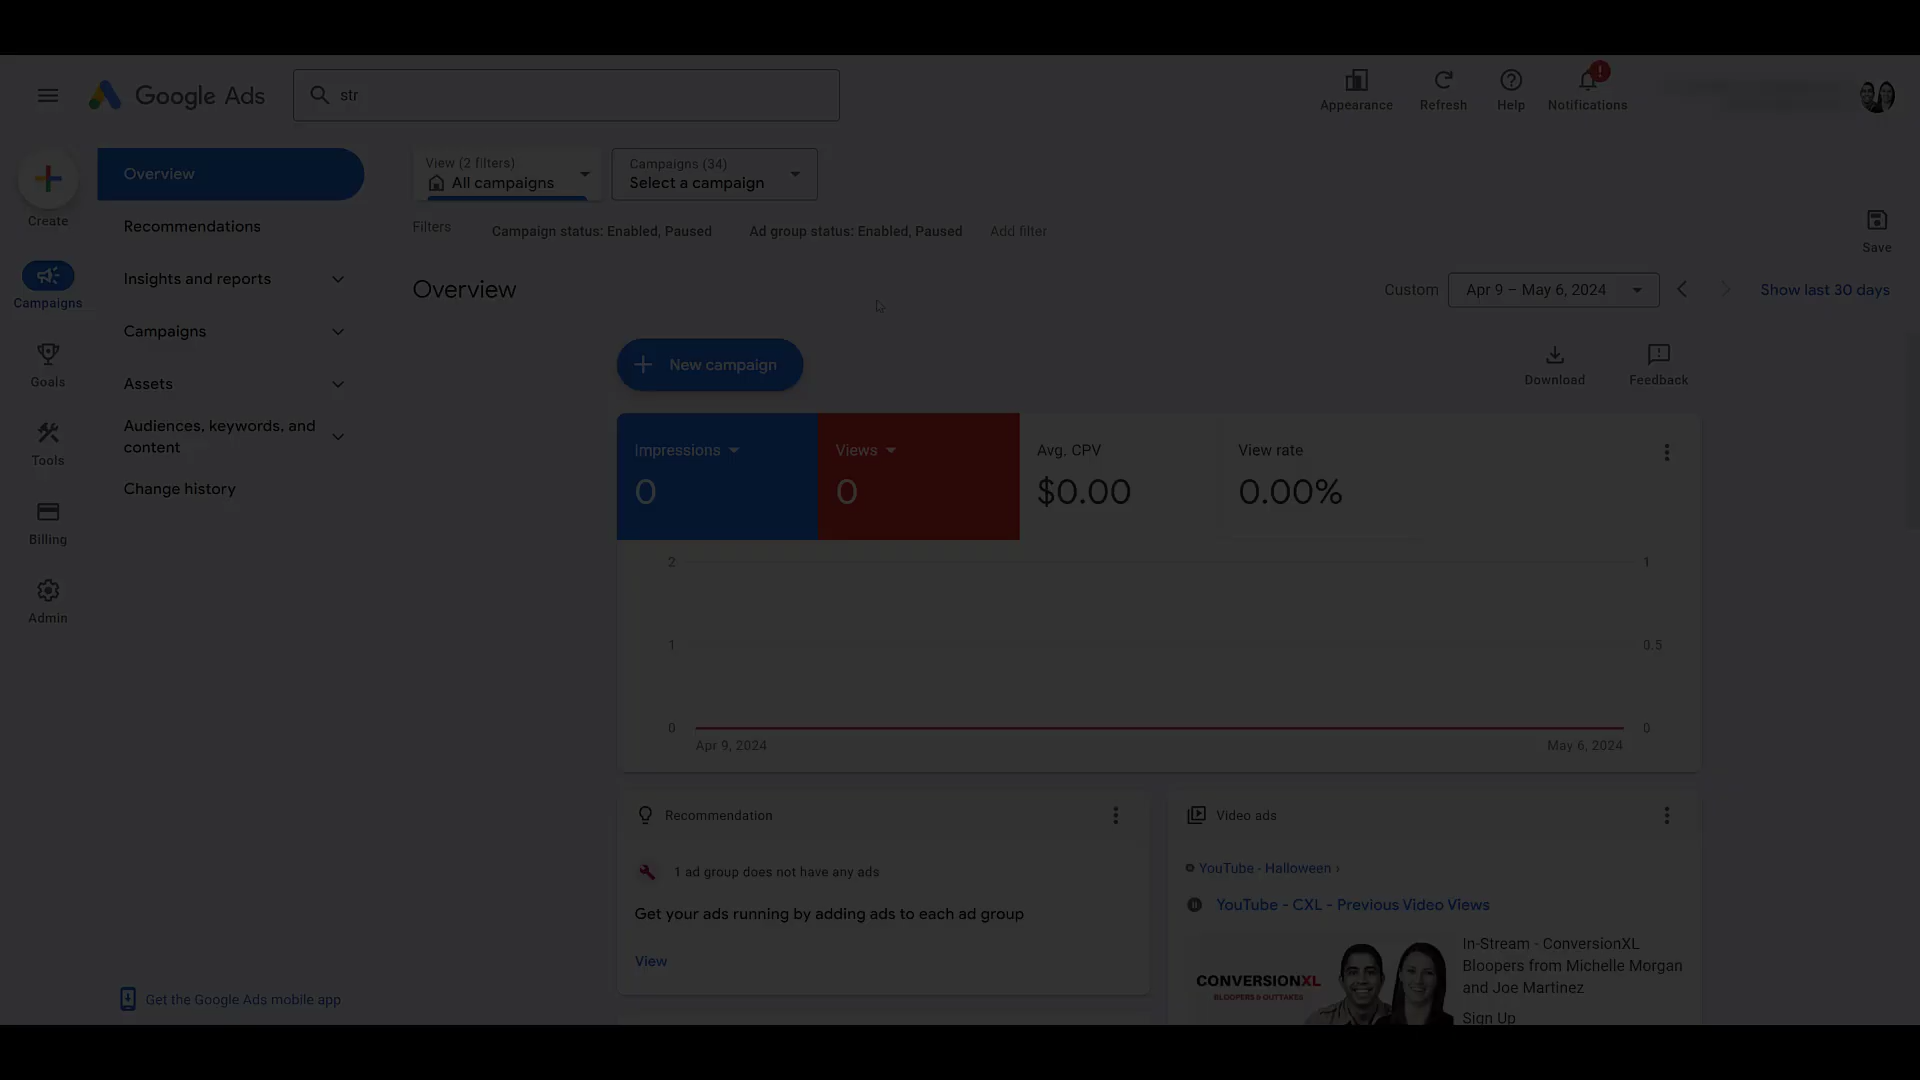 Google Ads
str
Appearance
Refresh
Help
Notifications
Create
Campaigns
Goals
Tools
Billing
Admin
Overview
Recommendations
Insights and reports
Campaigns
Assets
Audiences, keywords, and
content
Change history
Get the Google Ads mobile app
View (2 filters)
All campaigns
Campaigns (34)
Select a campaign
Filters
Campaign status: Enabled, Paused
Ad group status: Enabled, Paused
Add filter
Save
Overview
Custom
Apr 9 – May 6, 2024
Show last 30 days
New campaign
Download
Feedback
Impressions
0
Views
0
Avg. CPV
$0.00
View rate
0.00%
2
1
1
0.5
0
0
Apr 9, 2024
May 6, 2024
Recommendation
1 ad group does not have any ads
Get your ads running by adding ads to each ad group
View
Video ads
YouTube - Halloween ›
YouTube - CXL - Previous Video Views
CONVERSIONXL
BLOOPERS & OUTTAKES
In-Stream - ConversionXL
Bloopers from Michelle Morgan
and Joe Martinez
Sign Up